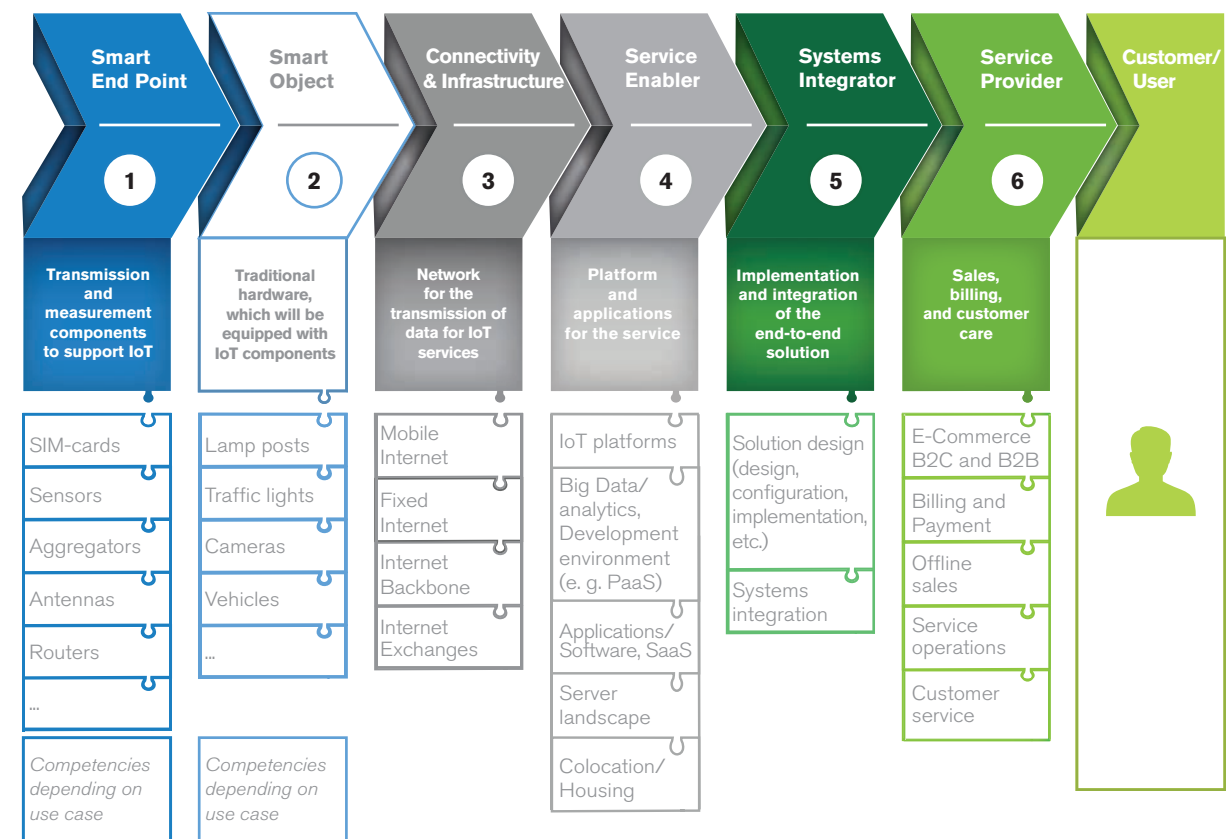 Smart
End Point
1
Transmission
and
measurement
components
to support IoT
SIM-cards
Sensors
Aggregators
Antennas
Routers
...
Competencies
depending on
use case
Smart
Object
2
Traditional
hardware,
which will be
equipped with
IoT components
Lamp posts
Traffic lights
Cameras
Vehicles
...
Competencies
depending on
use case
Connectivity
& Infrastructure
3
Network
for the
transmission of
data for IoT
services
Mobile
Internet
Fixed
Internet
Internet
Backbone
Internet
Exchanges
Service
Enabler
4
Platform
and
applications
for the service
IoT platforms
Big Data/
analytics,
Development
environment
(e. g. PaaS)
Applications/
Software, SaaS
Server
landscape
Colocation/
Housing
Systems
Integrator
5
Implementation
and integration
of the
end-to-end
solution
Solution design
(design,
configuration,
implementation,
etc.)
Systems
integration
Service
Provider
6
Sales,
billing,
and customer
care
E-Commerce
B2C and B2B
Billing and
Payment
Offline
sales
Service
operations
Customer
service
Customer/
User